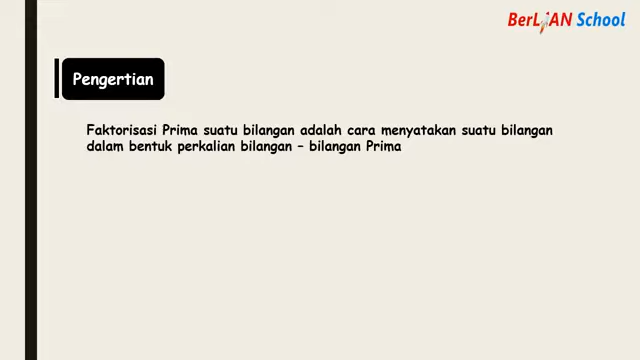 BerLIAN School
Pengertian
Faktorisasi Prima suatu bilangan adalah cara menyatakan suatu bilangan
dalam bentuk perkalian bilangan – bilangan Prima